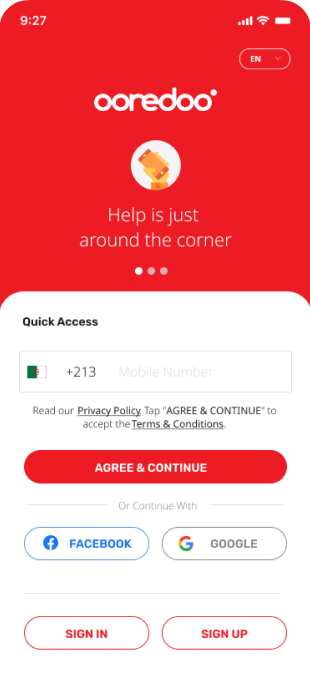 9:27
EN
ooredoo
Help is just
around the corner
Quick Access
+213 Mobile Number
Read our Privacy Policy. Tap "AGREE & CONTINUE" to
accept the Terms & Conditions.
AGREE & CONTINUE
Or Continue With
FACEBOOK GOOGLE
SIGN IN SIGN UP